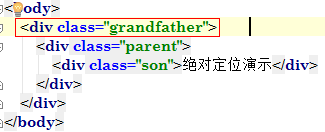 <body>
<div class="grandfather">
<div class="parent">
<div class="son">绝对定位演示</div>
</div>
</div>
</body>